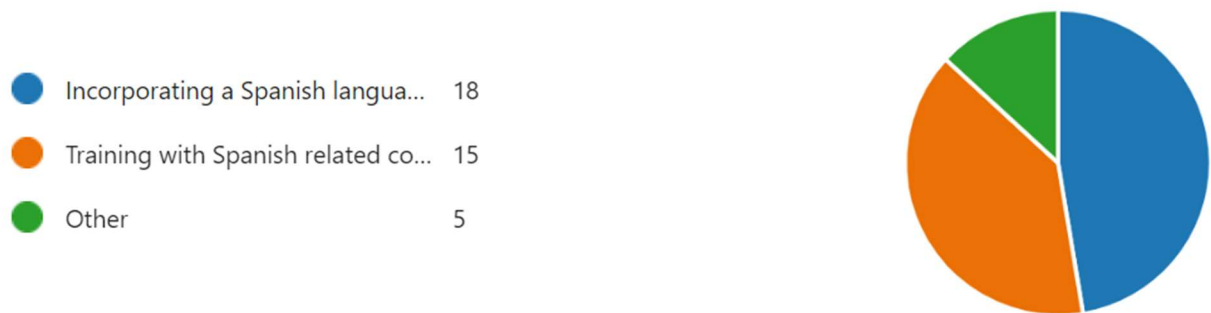 Incorporating a Spanish langua... 18
Training with Spanish related co... 15
Other 5